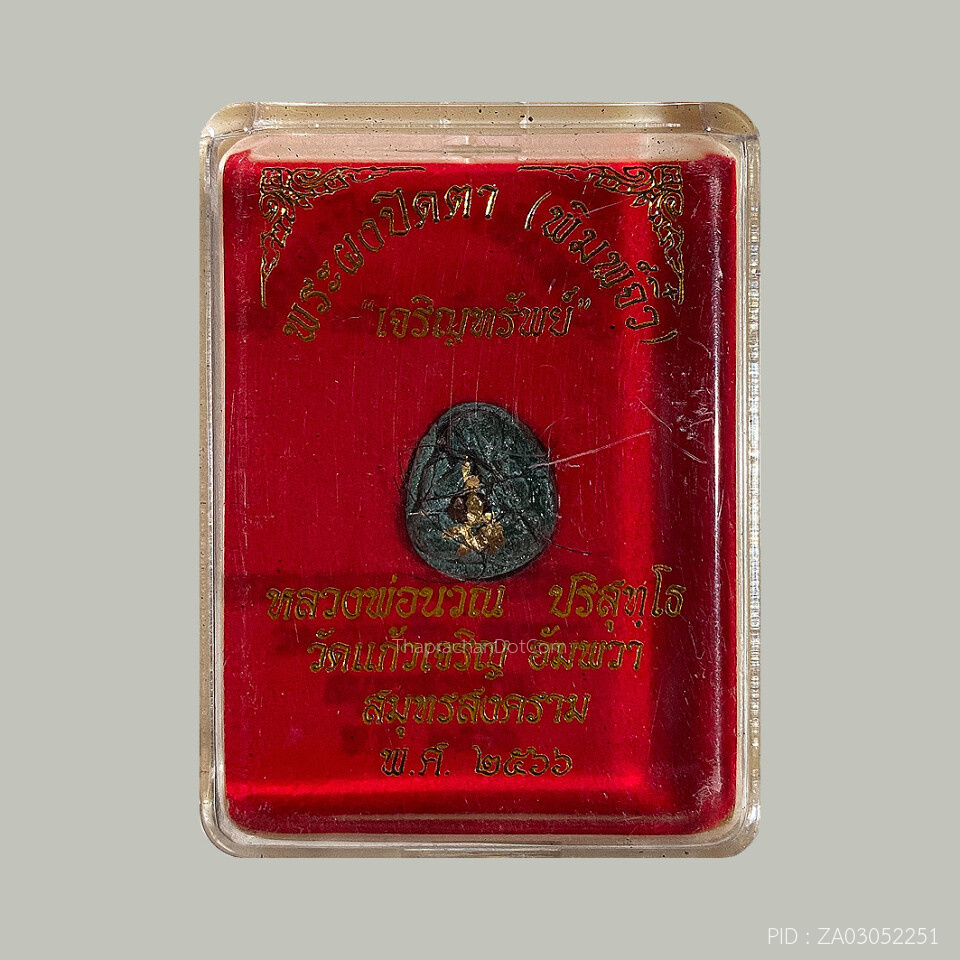 พระผงปิดตา (พิมพ์จิ๋ว)
"เจริญทรัพย์"
หลวงพ่อนวณ ปริสุทฺโธ
วัดแก้วเจริญ อัมพวา
ThaprachanDotCom
สมุทรสงคราม
พ.ศ. ๒๕๖๖
PID : ZA03052251